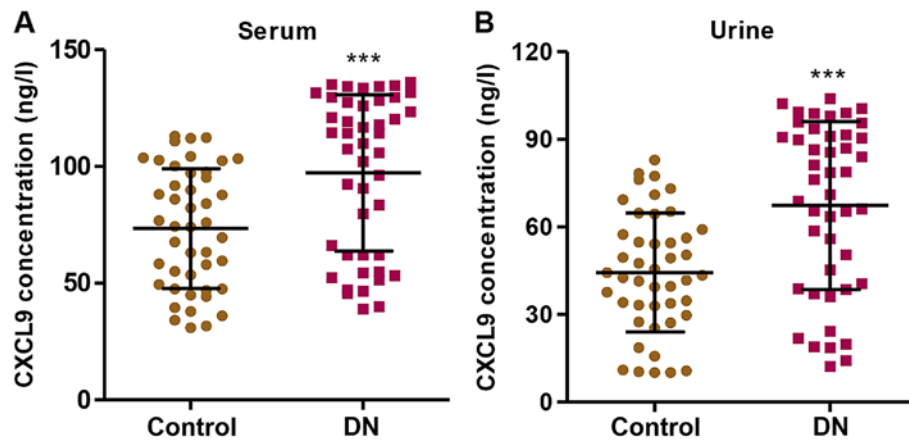 A
Serum
CXCL9 concentration (ng/l)
150
100
50
0
***
Control
DN
B
Urine
CXCL9 concentration (ng/l)
120
90
60
30
0
***
Control
DN